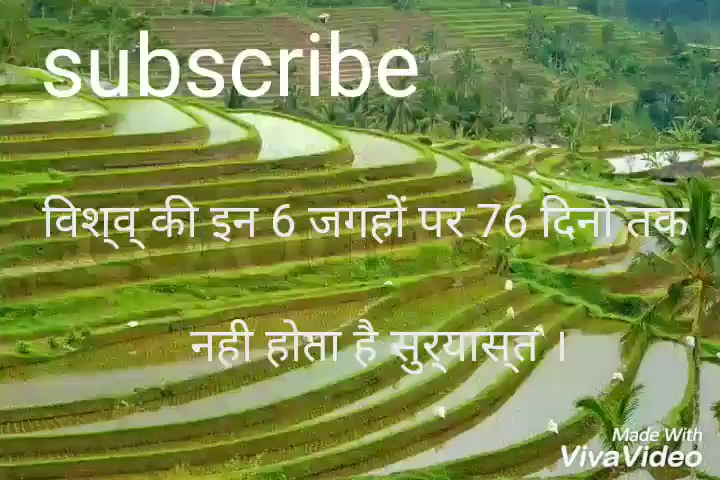 subscribe
विश्व् की इन 6 जगहों पर 76 दिनो तक
नही होता है सुर्यास्त ।
Made With
VivaVideo